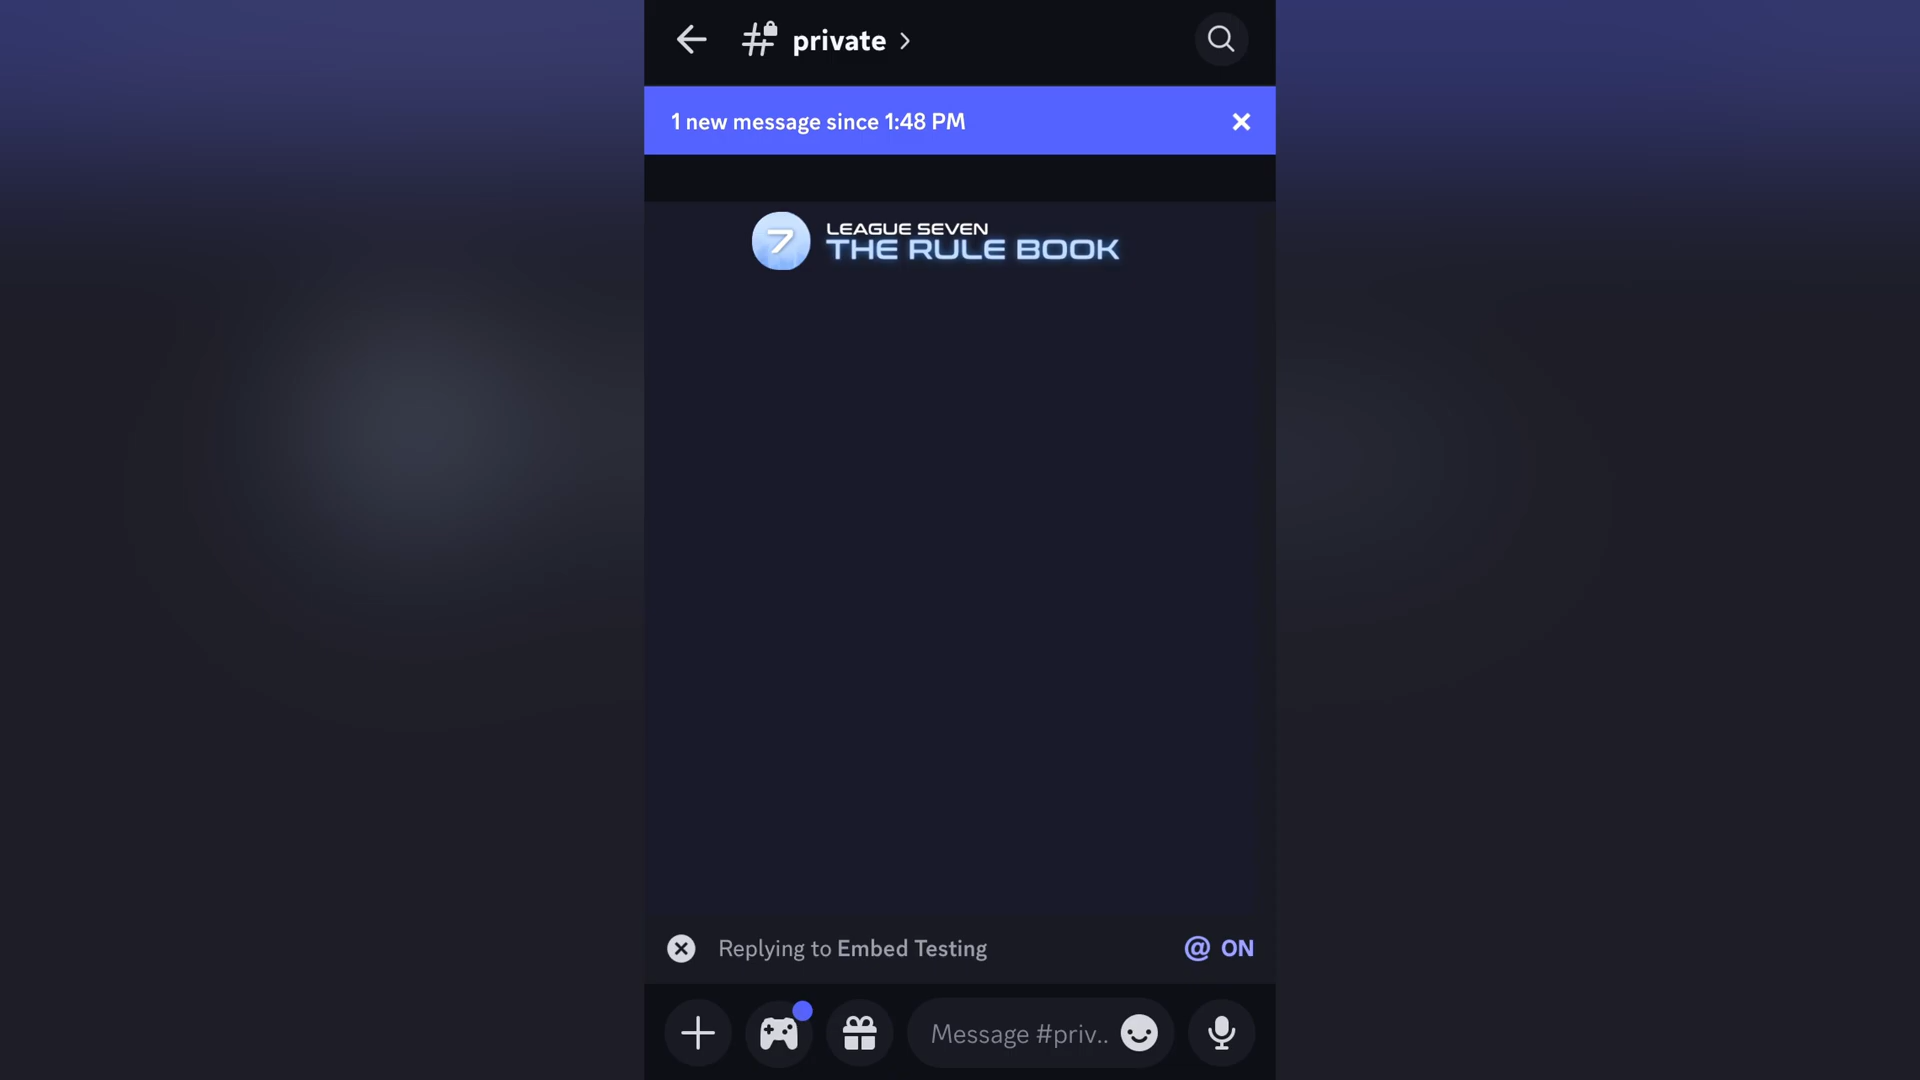 private
1 new message since 1:48 PM
7
LEAGUE SEVEN
THE RULE BOOK
Replying to Embed Testing
@ ON
Message #priv..